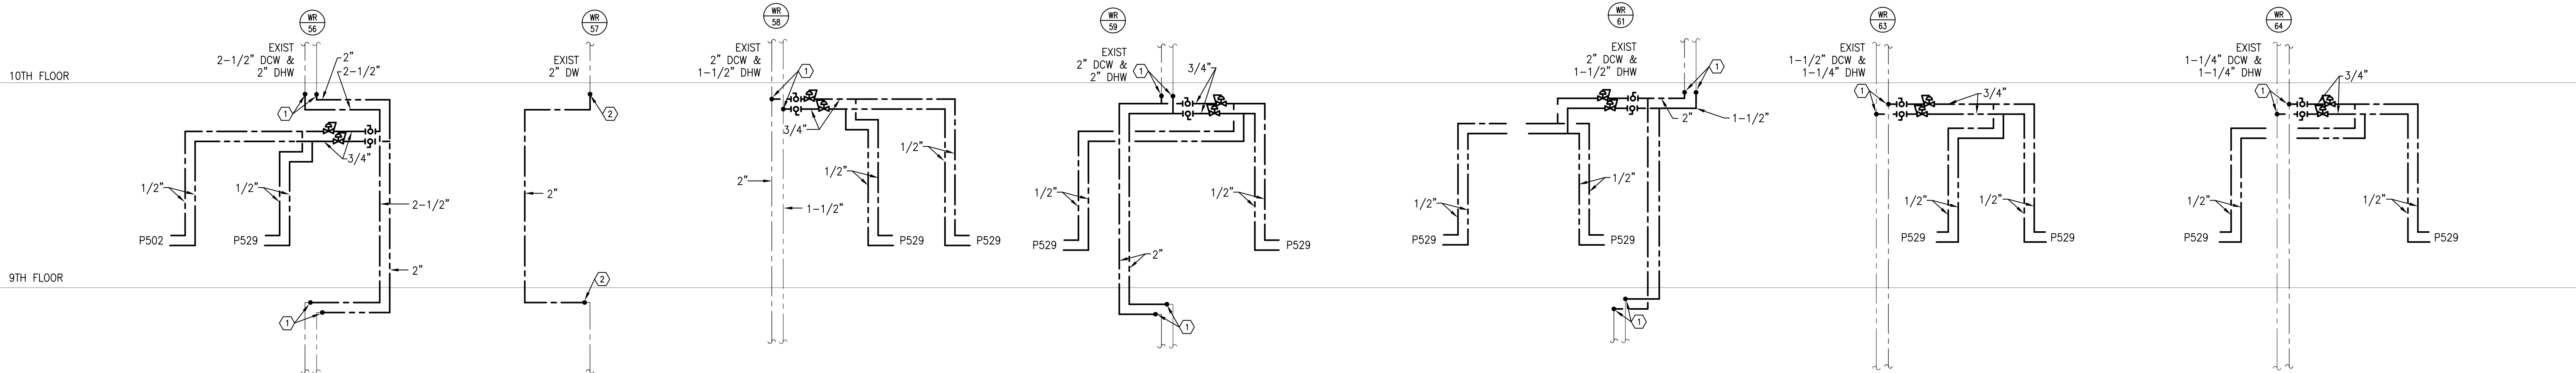 WR
56
EXIST
2-1/2" DCW &
2" DHW
2"
2-1/2"
1
3/4"
1/2"
1/2"
2-1/2"
P502
P529
2"
1
WR
57
EXIST
2" DW
2
2"
2
WR
58
EXIST
2" DCW &
1-1/2" DHW
1
3/4"
1/2"
1/2"
2"
1-1/2"
P529
P529
WR
59
EXIST
2" DCW &
2" DHW
3/4"
1
1/2"
1/2"
P529
P529
2"
1
WR
61
EXIST
2" DCW &
1-1/2" DHW
1
2"
1-1/2"
1/2"
1/2"
P529
P529
1
WR
63
EXIST
1-1/2" DCW &
1-1/4" DHW
1
3/4"
1/2"
1/2"
P529
P529
WR
64
EXIST
1-1/4" DCW &
1-1/4" DHW
3/4"
1
1/2"
1/2"
P529
P529
10TH FLOOR
9TH FLOOR